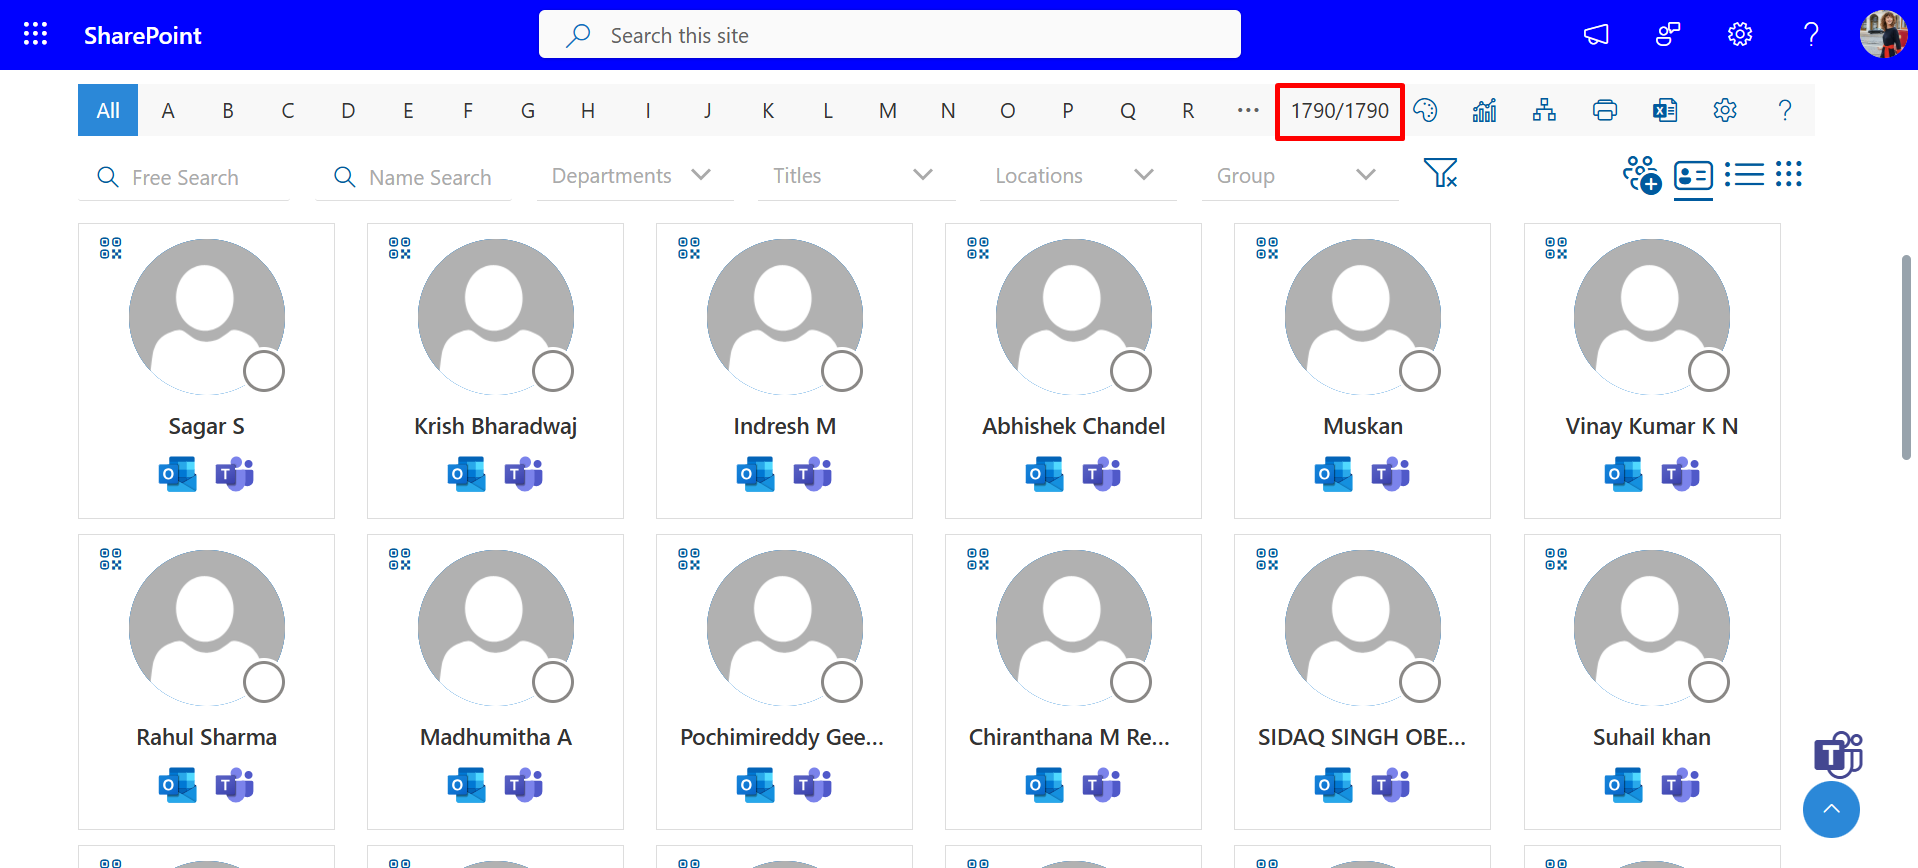 SharePoint Search this site ?
All A B C D E F G H I J K L M N O P Q R ... 1790/1790 ?
Free Search Name Search Departments Titles Locations Group
Sagar S Krish Bharadwaj Indresh M Abhishek Chandel Muskan Vinay Kumar K N
Rahul Sharma Madhumitha A Pochimireddy Gee... Chiranthana M Re... SIDAQ SINGH OBE... Suhail khan